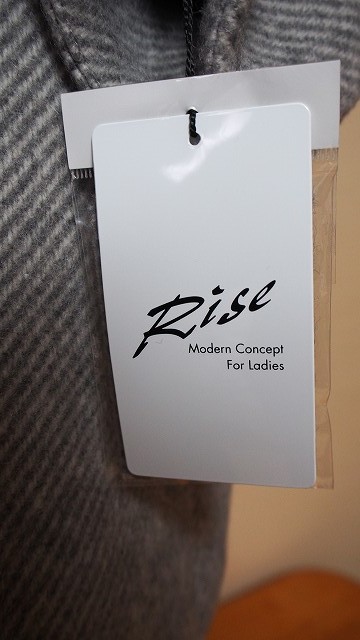 Rise
Modern Concept
For Ladies